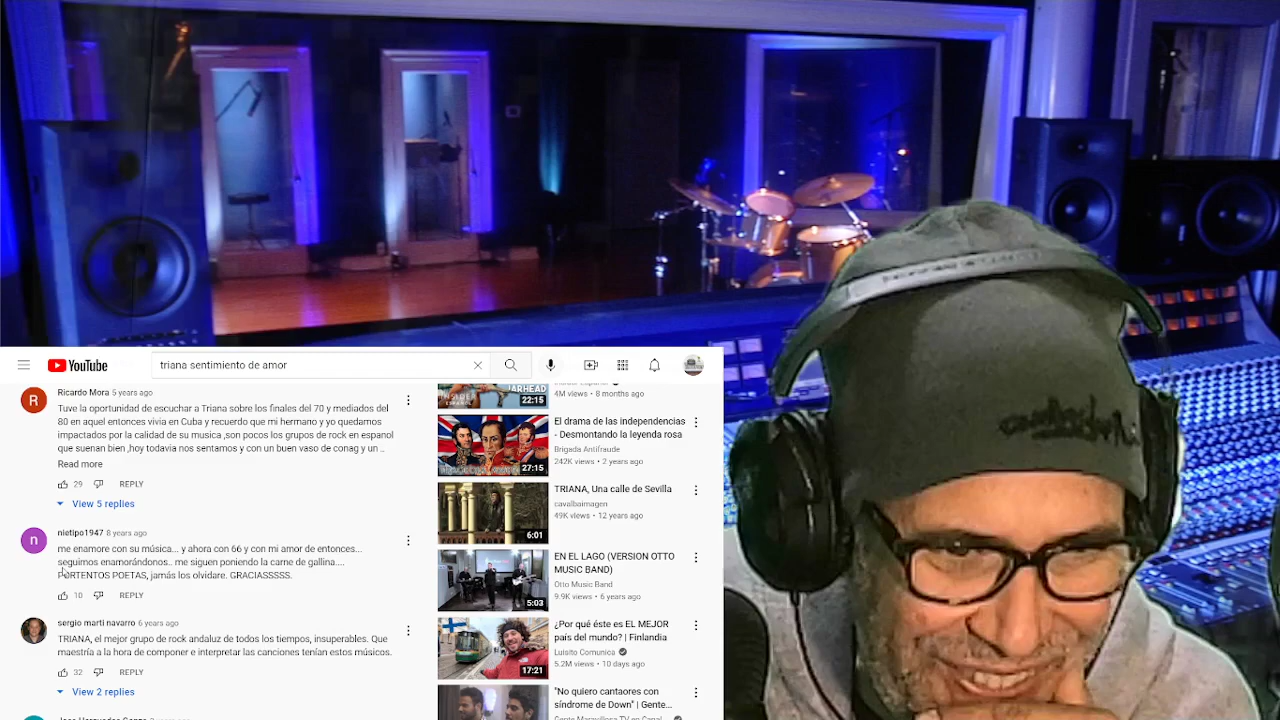 YouTube
triana sentimiento de amor
Ricardo Mora 5 years ago
Tuve la oportunidad de escuchar a Triana sobre los finales del 70 y mediados del
80 en aquel entonces vivia en Cuba y recuerdo que mi hermano y yo quedamos
impactados por la calidad de su musica ,son pocos los grupos de rock en espanol
que suenan bien ,hoy todavia nos sentamos y con un buen vaso de conag y un ..
Read more
29 REPLY
View 5 replies
n
nietipo1947 8 years ago
me enamore con su música... y ahora con 66 y con mi amor de entonces...
seguimos enamorándonos... me siguen poniendo la carne de gallina....
PORTENTOS POETAS, jamás los olvidare. GRACIASSSSS.
10 REPLY
sergio marti navarro 6 years ago
TRIANA, el mejor grupo de rock andaluz de todos los tiempos, insuperables. Que
maestría a la hora de componer e interpretar las canciones tenían estos músicos.
32 REPLY
View 2 replies
R
22:15
4M views • 8 months ago
El drama de las independencias
- Desmontando la leyenda rosa
Brigada Antifraude
242K views • 2 years ago
27:15
TRIANA, Una calle de Sevilla
cavalbaimagen
49K views • 12 years ago
6:01
EN EL LAGO (VERSION OTTO
MUSIC BAND)
Otto Music Band
9.9K views • 6 years ago
5:03
¿Por qué éste es EL MEJOR
país del mundo? | Finlandia
Luisito Comunica
5.2M views • 10 days ago
17:21
"No quiero cantaores con
síndrome de Down" | Gente...